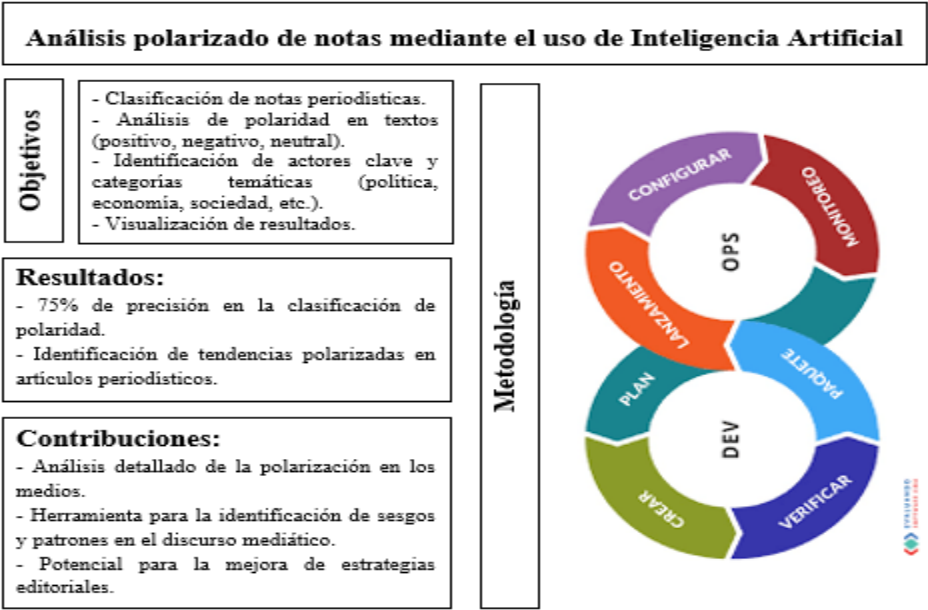 Análisis polarizado de notas mediante el uso de Inteligencia Artificial
Objetivos
- Clasificación de notas periodísticas.
- Análisis de polaridad en textos
(positivo, negativo, neutral).
- Identificación de actores clave y
categorías temáticas (política,
economía, sociedad, etc.).
- Visualización de resultados.
Resultados:
- 75% de precisión en la clasificación de
polaridad.
- Identificación de tendencias polarizadas en
artículos periodísticos.
Contribuciones:
- Análisis detallado de la polarización en los
medios.
- Herramienta para la identificación de sesgos
y patrones en el discurso mediático.
- Potencial para la mejora de estrategias
editoriales.
Metodología
CONFIGURAR
MONITOREO
OPS
LANZAMIENTO
PAQUETE
PLAN
DEV
CREAR
VERIFICAR
EVALUANDO